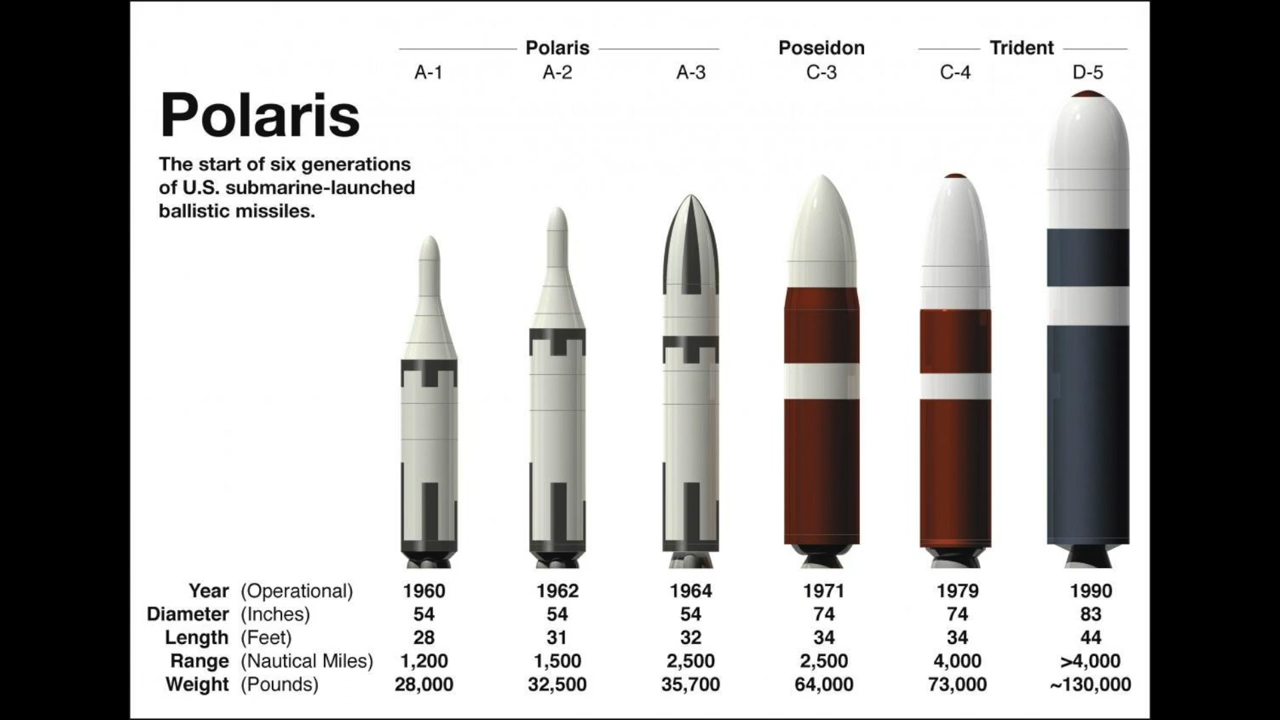 Polaris Poseidon Trident
A-1 A-2 A-3 C-3 C-4 D-5
Polaris
The start of six generations
of U.S. submarine-launched
ballistic missiles.
Year (Operational) 1960 1962 1964 1971 1979 1990
Diameter (Inches) 54 54 54 74 74 83
Length (Feet) 28 31 32 34 34 44
Range (Nautical Miles) 1,200 1,500 2,500 2,500 4,000 >4,000
Weight (Pounds) 28,000 32,500 35,700 64,000 73,000 ~130,000